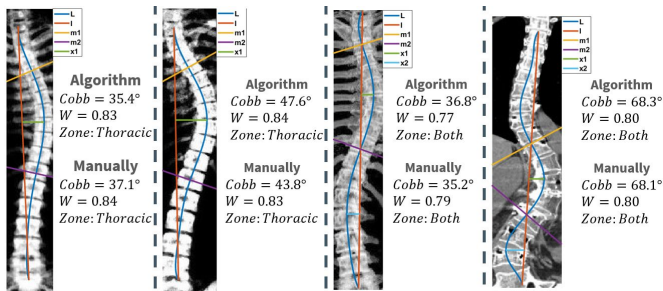 L
l
m1
m2
x1
Algorithm
Cobb = 35.4°
W = 0.83
Zone: Thoracic
Manually
Cobb = 37.1°
W = 0.84
Zone: Thoracic
L
l
m1
m2
x1
Algorithm
Cobb = 47.6°
W = 0.84
Zone: Thoracic
Manually
Cobb = 43.8°
W = 0.83
Zone: Thoracic
L
l
m1
m2
x1
x2
Algorithm
Cobb = 36.8°
W = 0.77
Zone: Both
Manually
Cobb = 35.2°
W = 0.79
Zone: Both
L
l
m1
m2
x1
x2
Algorithm
Cobb = 68.3°
W = 0.80
Zone: Both
Manually
Cobb = 68.1°
W = 0.80
Zone: Both